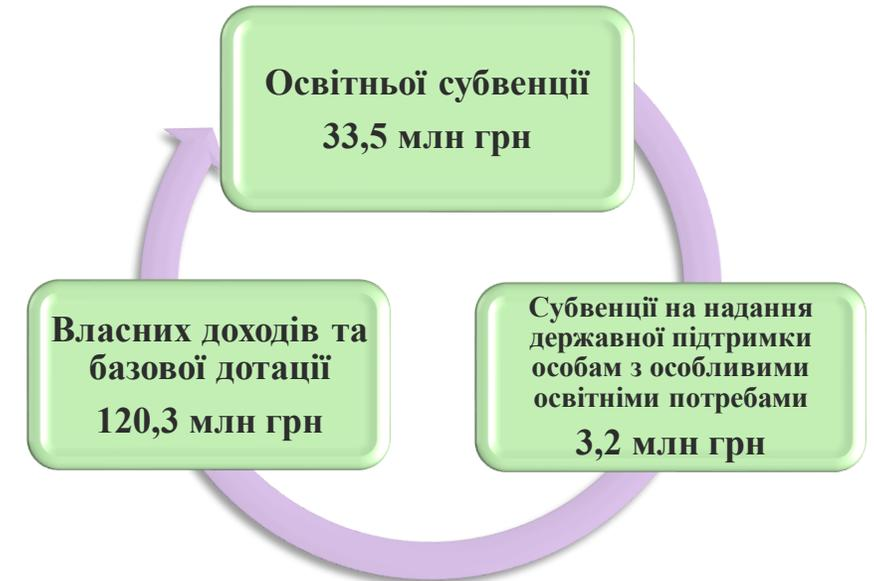 Освітньої субвенції
33,5 млн грн
Власних доходів та
базової дотації
120,3 млн грн
Субвенції на надання
державної підтримки
особам з особливими
освітніми потребами
3,2 млн грн